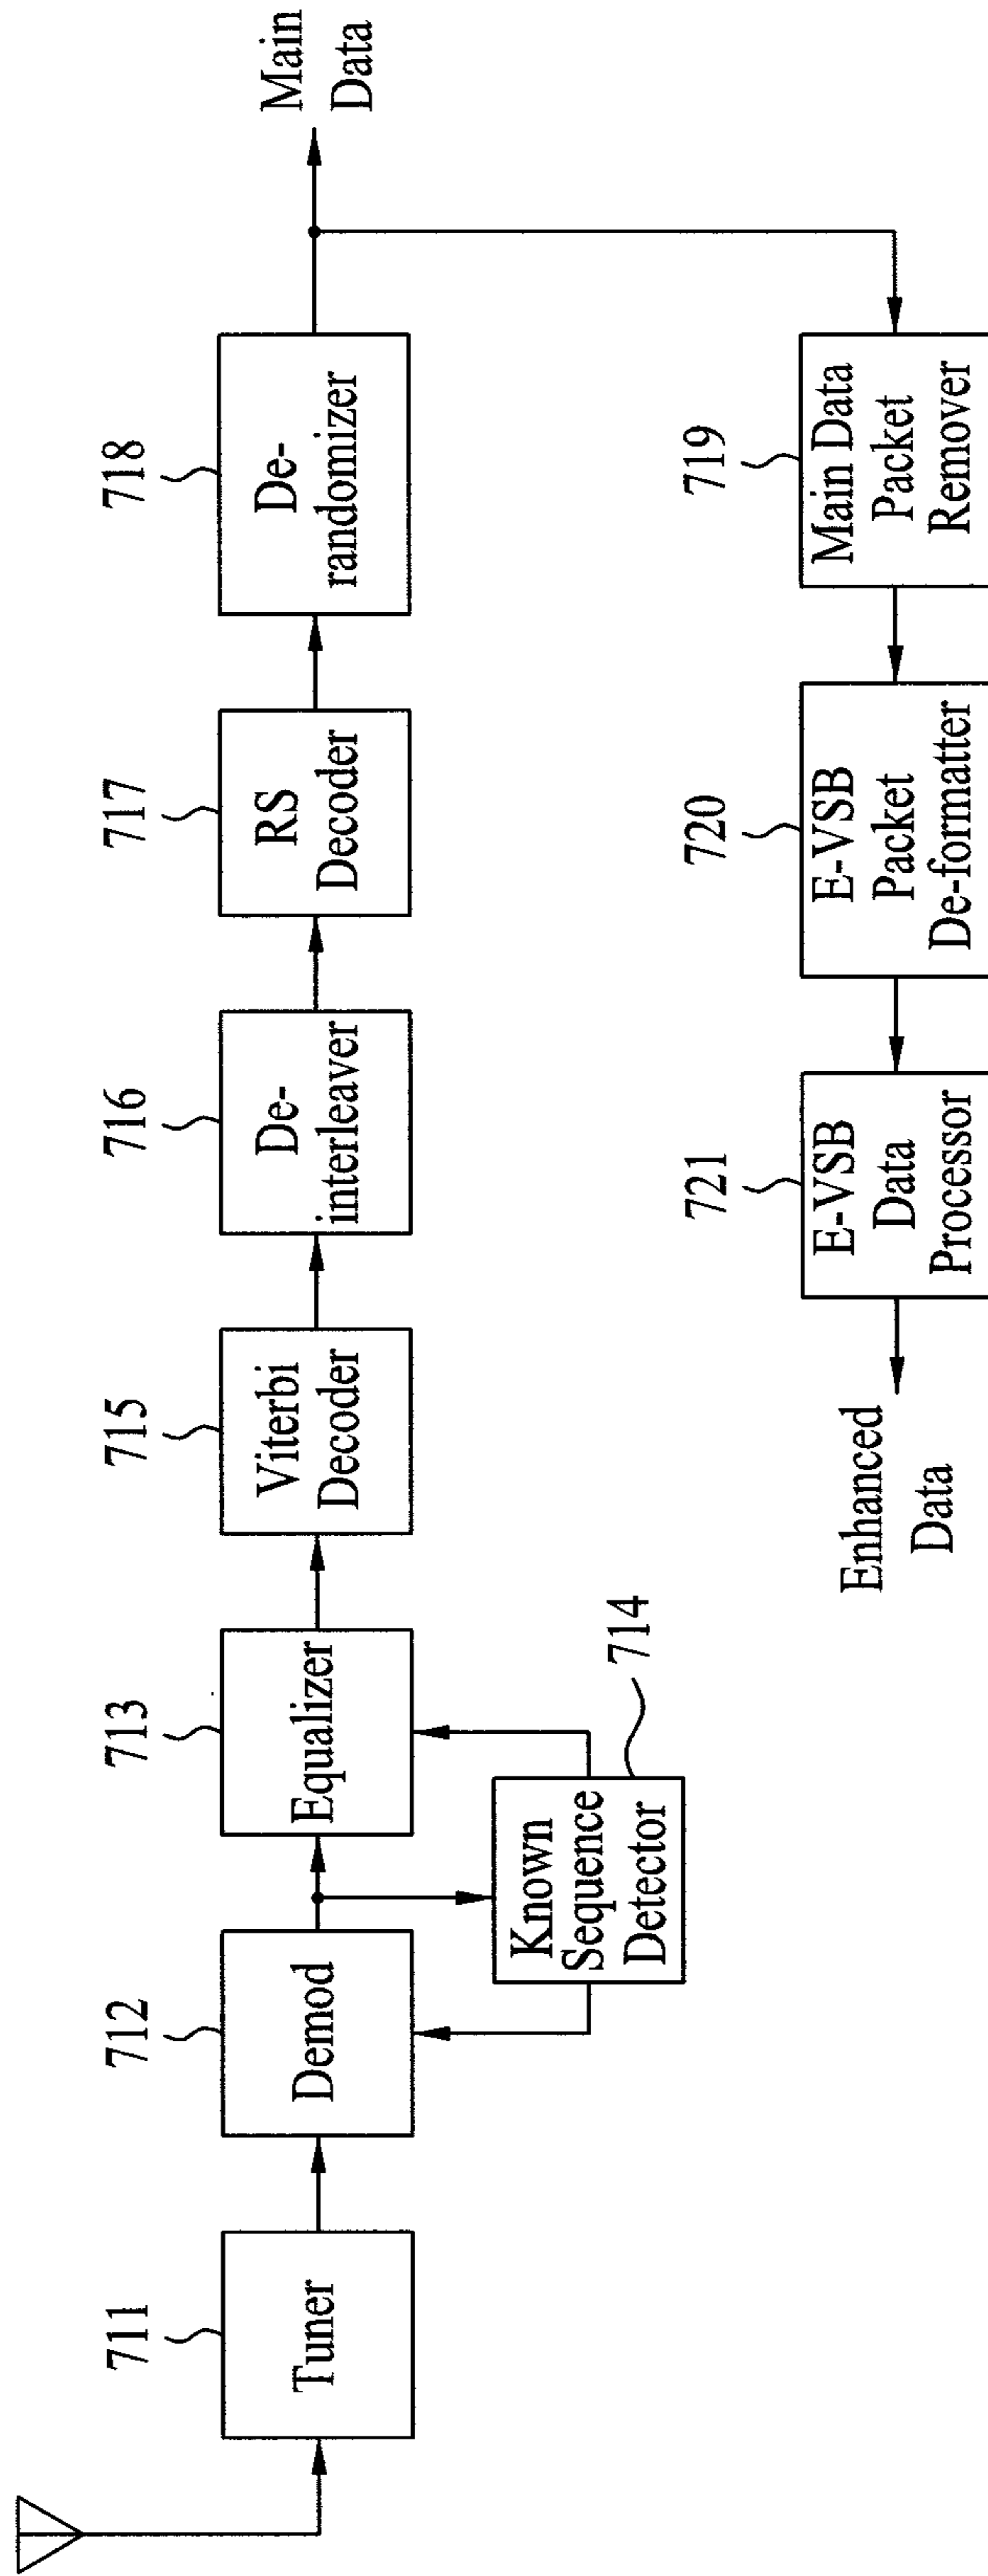 711
Tuner
712
Demod
713
Equalizer
Known
Sequence
Detector
714
715
Viterbi
Decoder
716
De-
interleaver
717
RS
Decoder
718
De-
randomizer
Main
Data
719
Main Data
Packet
Remover
720
E-VSB
Packet
De-formatter
721
E-VSB
Data
Processor
Enhanced
Data